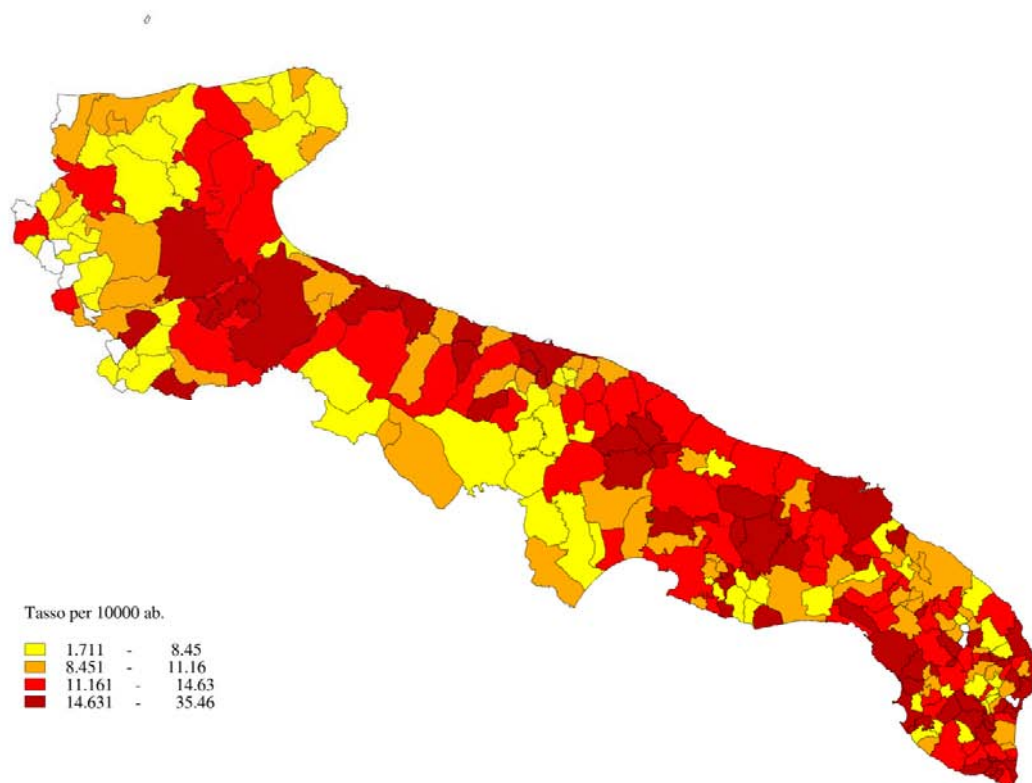 Tasso per 10000 ab.
1.711 - 8.45
8.451 - 11.16
11.161 - 14.63
14.631 - 35.46